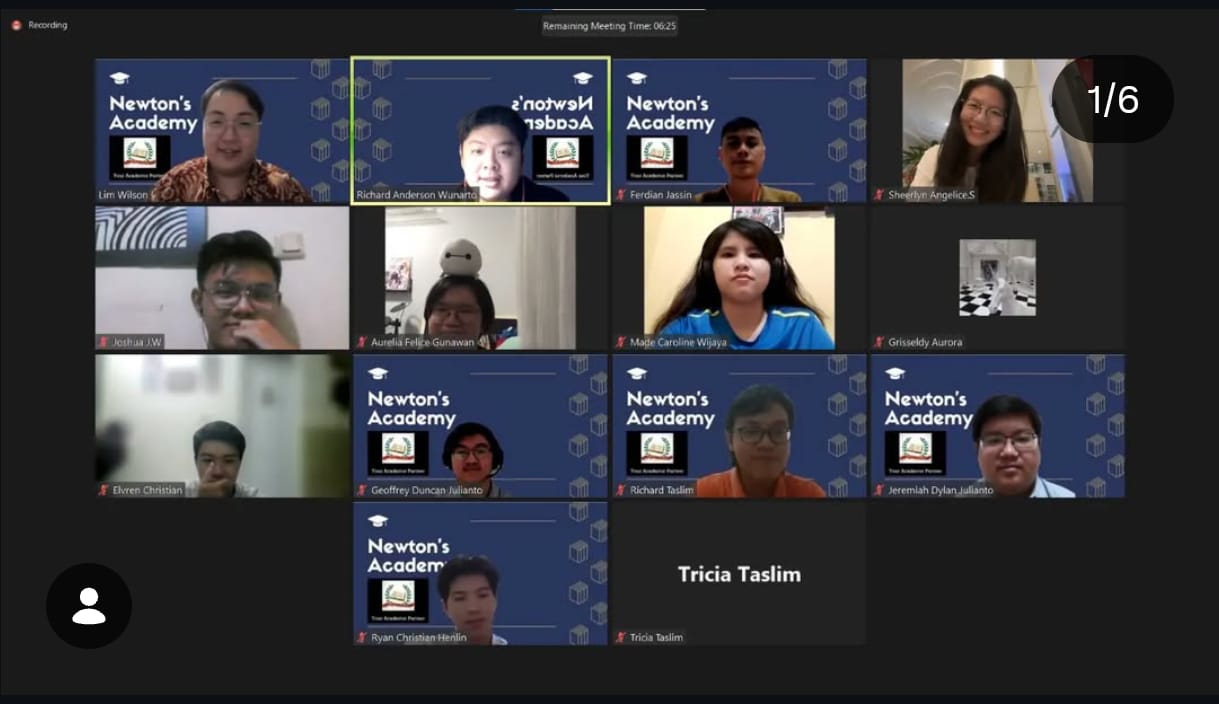 Recording
Remaining Meeting Time: 06:25
1/6
Newton's
Academy
Your Academic Partner
Lim Wilson
Newton's
Academ
Richard Anderson Wunarto
Newton's
Academy
Your Academic Partner
Ferdian Jassin
Sheerlyn Angelice.S
Joshua J.W
Aurelia Felice Gunawan
Made Caroline Wijaya
Grisseldy Aurora
Elvren Christian
Newton's
Academy
Your Academic Partner
Geoffrey Duncan Julianto
Newton's
Academy
Your Academic Partner
Richard Taslim
Newton's
Academy
Your Academic Partner
Jeremiah Dylan Julianto
Newton's
Academy
Your Academic Partner
Ryan Christian Henlin
Tricia Taslim
Tricia Taslim